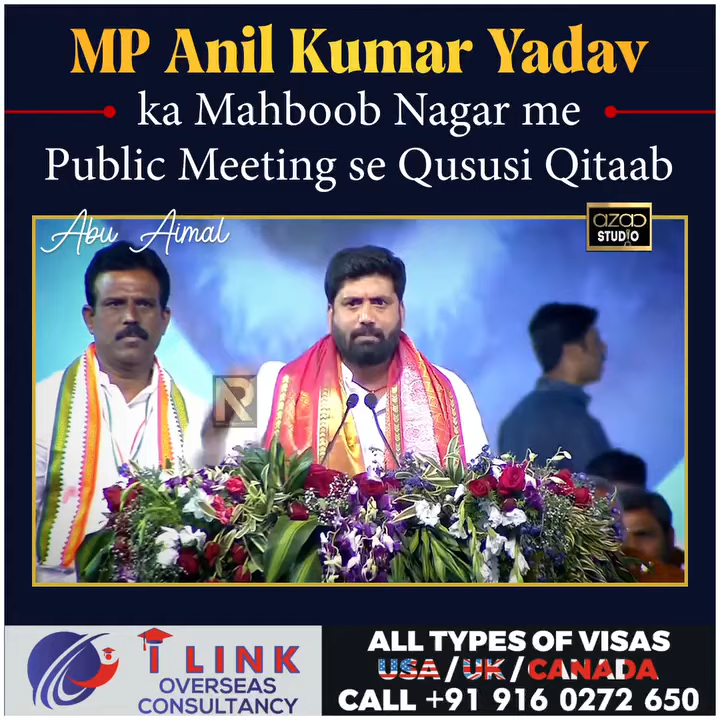 MP Anil Kumar Yadav
ka Mahboob Nagar me
Public Meeting se Qususi Qitaab
Abu Aimal
azad
STUDIO
R
i LINK
OVERSEAS
CONSULTANCY
ALL TYPES OF VISAS
USA / UK / CANADA
CALL +91 916 0272 650